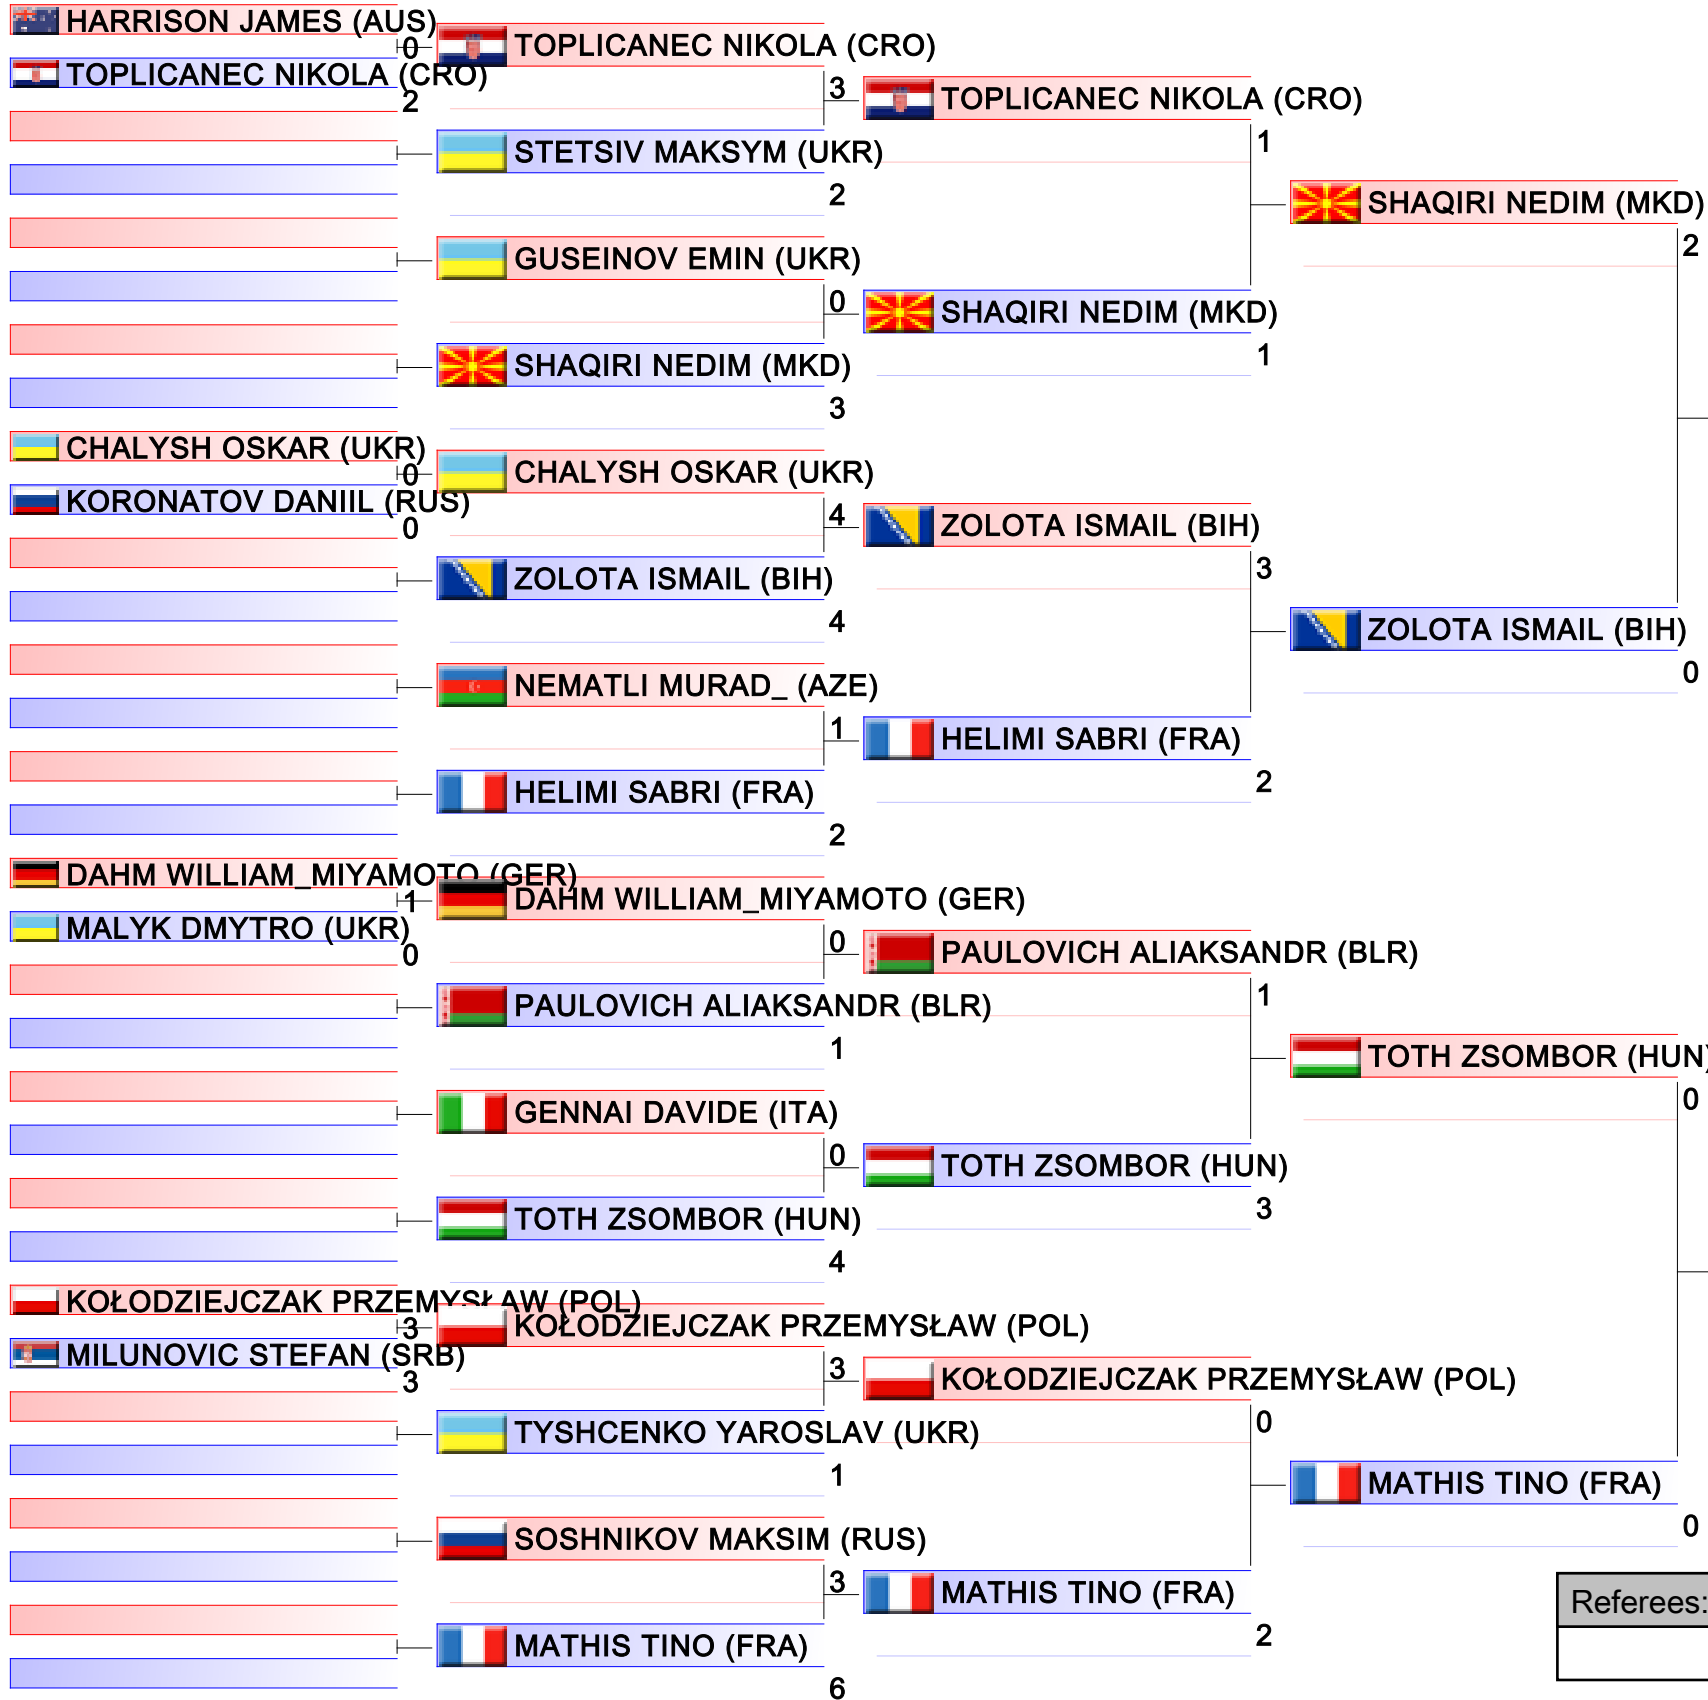 HARRISON JAMES (AUS)
0
TOPLICANEC NIKOLA (CRO)
2
CHALYSH OSKAR (UKR)
0
KORONATOV DANIIL (RUS)
0
DAHM WILLIAM_MIYAMOTO (GER)
1
MALYK DMYTRO (UKR)
0
KOŁODZIEJCZAK PRZEMYSŁAW (POL)
3
MILUNOVIC STEFAN (SRB)
3
TOPLICANEC NIKOLA (CRO)
3
STETSIV MAKSYM (UKR)
2
GUSEINOV EMIN (UKR)
0
SHAQIRI NEDIM (MKD)
3
CHALYSH OSKAR (UKR)
4
ZOLOTA ISMAIL (BIH)
4
NEMATLI MURAD_ (AZE)
1
HELIMI SABRI (FRA)
2
DAHM WILLIAM_MIYAMOTO (GER)
0
PAULOVICH ALIAKSANDR (BLR)
1
GENNAI DAVIDE (ITA)
0
TOTH ZSOMBOR (HUN)
4
KOŁODZIEJCZAK PRZEMYSŁAW (POL)
3
TYSHCENKO YAROSLAV (UKR)
1
SOSHNIKOV MAKSIM (RUS)
3
MATHIS TINO (FRA)
6
TOPLICANEC NIKOLA (CRO)
1
SHAQIRI NEDIM (MKD)
1
ZOLOTA ISMAIL (BIH)
3
HELIMI SABRI (FRA)
2
PAULOVICH ALIAKSANDR (BLR)
1
TOTH ZSOMBOR (HUN)
3
KOŁODZIEJCZAK PRZEMYSŁAW (POL)
0
MATHIS TINO (FRA)
2
SHAQIRI NEDIM (MKD)
2
ZOLOTA ISMAIL (BIH)
0
TOTH ZSOMBOR (HUN)
0
MATHIS TINO (FRA)
0
Referees: